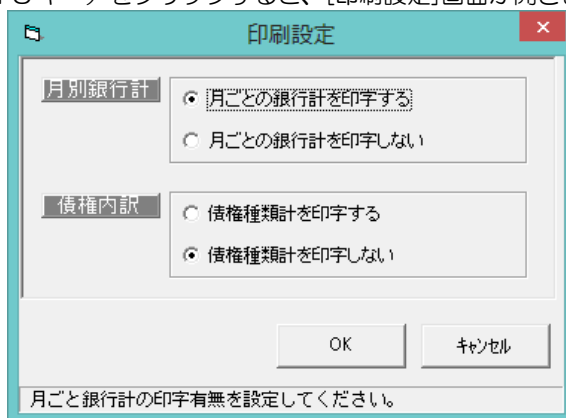 印刷設定
月別銀行計
月ごとの銀行計を印字する
月ごとの銀行計を印字しない
債権内訳
債権種類計を印字する
債権種類計を印字しない
OK
ｷｬﾝｾﾙ
月ごと銀行計の印字有無を設定してください。